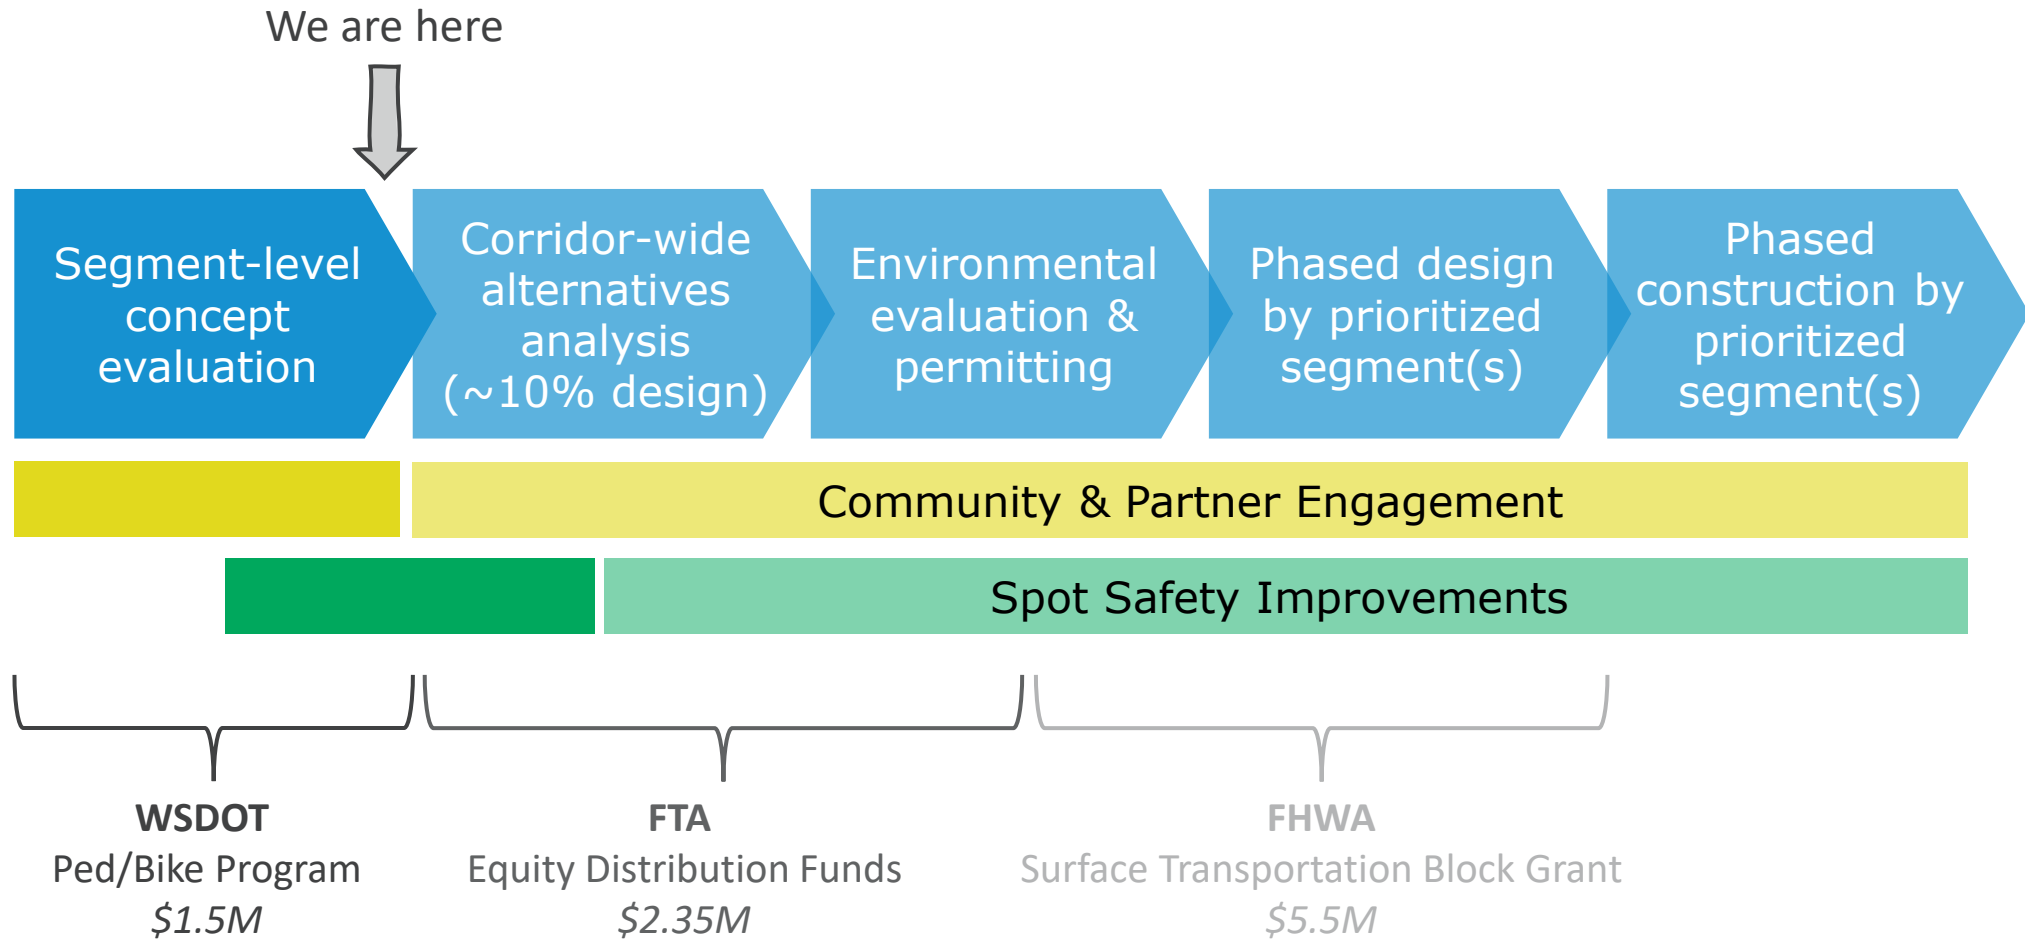 We are here
Segment-level
concept
evaluation
Corridor-wide
alternatives
analysis
(~10% design)
Environmental
evaluation &
permitting
Phased design
by prioritized
segment(s)
Phased
construction by
prioritized
segment(s)
Community & Partner Engagement
Spot Safety Improvements
WSDOT
Ped/Bike Program
$1.5M
FTA
Equity Distribution Funds
$2.35M
FHWA
Surface Transportation Block Grant
$5.5M